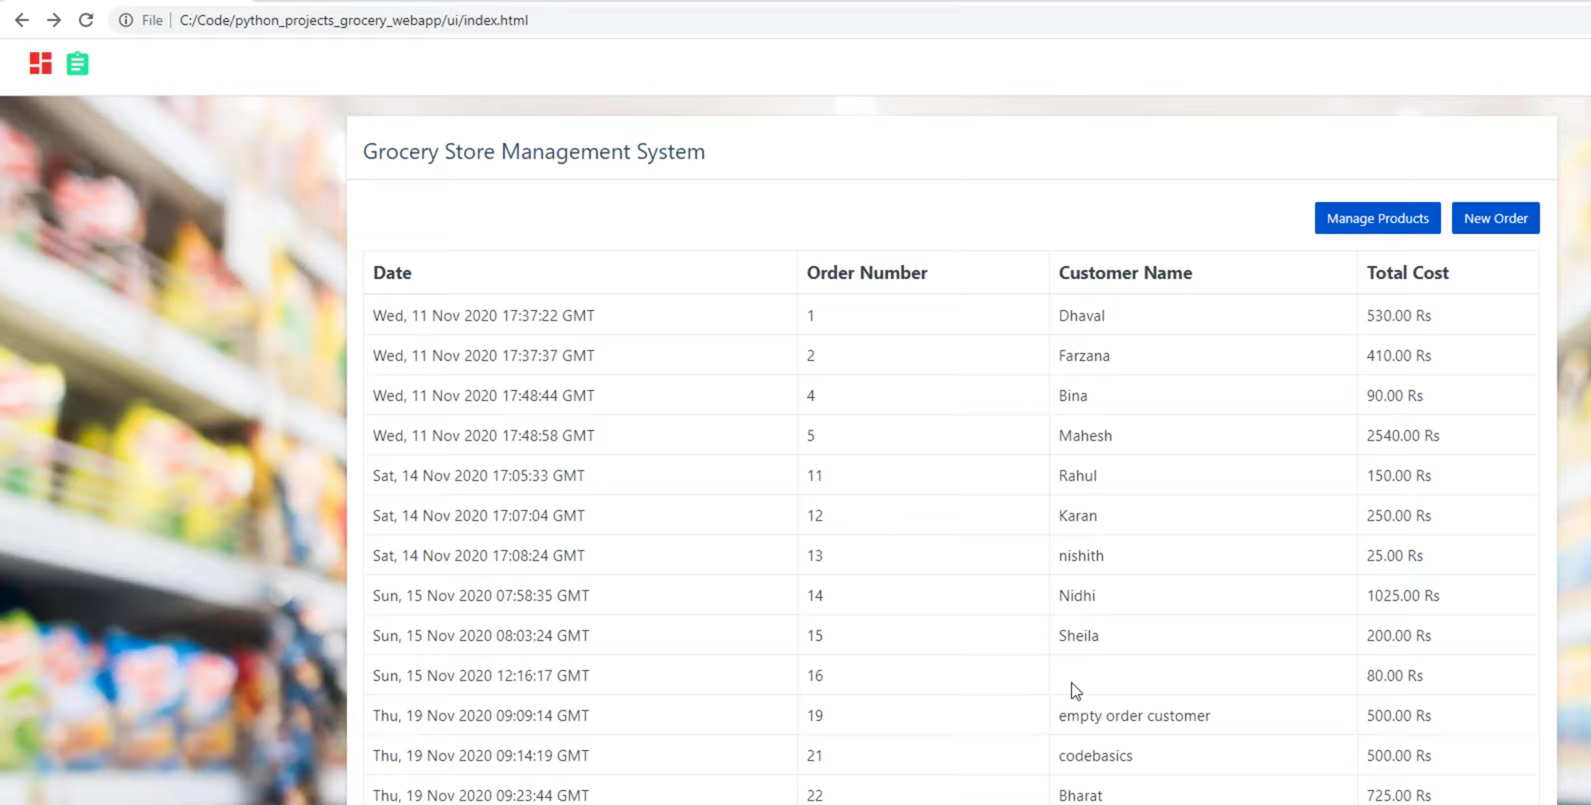 File | C:/Code/python_projects_grocery_webapp/ui/index.html
Grocery Store Management System
Manage Products New Order
Date Order Number Customer Name Total Cost
Wed, 11 Nov 2020 17:37:22 GMT 1 Dhaval 530.00 Rs
Wed, 11 Nov 2020 17:37:37 GMT 2 Farzana 410.00 Rs
Wed, 11 Nov 2020 17:48:44 GMT 4 Bina 90.00 Rs
Wed, 11 Nov 2020 17:48:58 GMT 5 Mahesh 2540.00 Rs
Sat, 14 Nov 2020 17:05:33 GMT 11 Rahul 150.00 Rs
Sat, 14 Nov 2020 17:07:04 GMT 12 Karan 250.00 Rs
Sat, 14 Nov 2020 17:08:24 GMT 13 nishith 25.00 Rs
Sun, 15 Nov 2020 07:58:35 GMT 14 Nidhi 1025.00 Rs
Sun, 15 Nov 2020 08:03:24 GMT 15 Sheila 200.00 Rs
Sun, 15 Nov 2020 12:16:17 GMT 16 80.00 Rs
Thu, 19 Nov 2020 09:09:14 GMT 19 empty order customer 500.00 Rs
Thu, 19 Nov 2020 09:14:19 GMT 21 codebasics 500.00 Rs
Thu, 19 Nov 2020 09:23:44 GMT 22 Bharat 725.00 Rs